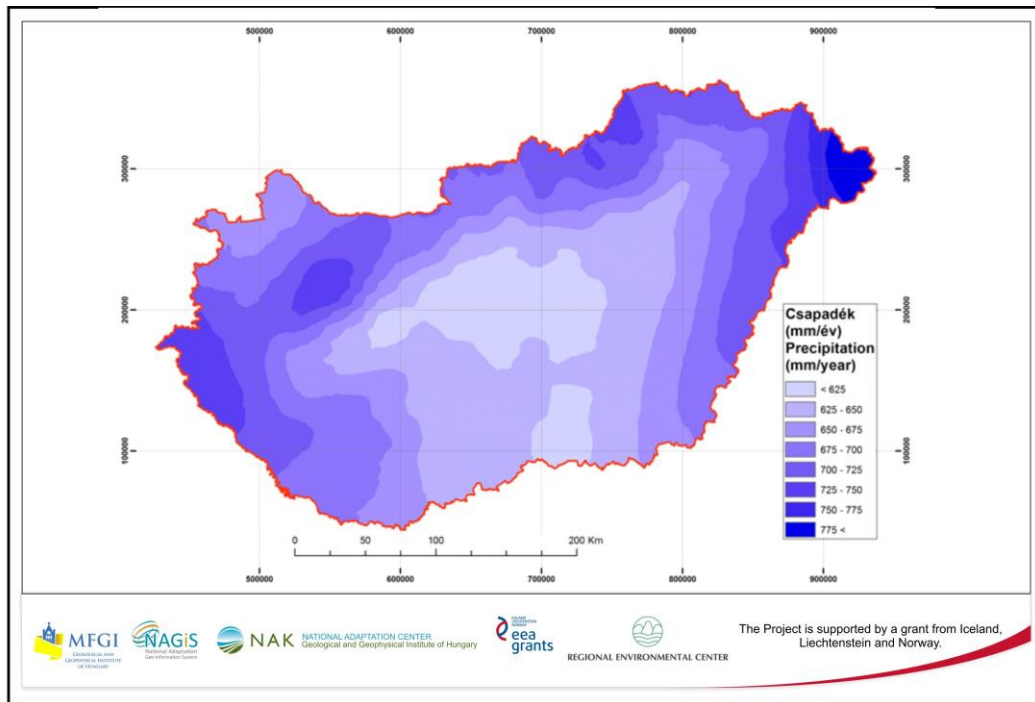 500000 600000 700000 800000 900000
300000 300000
200000 200000
100000 100000
Csapadék
(mm/év)
Precipitation
(mm/year)
< 625
625 - 650
650 - 675
675 - 700
700 - 725
725 - 750
750 - 775
775 <
0 50 100 200 Km
500000 600000 700000 800000 900000
MFGI
GEOLOGICAL AND
GEOPHYSICAL INSTITUTE
OF HUNGARY
NAGiS
National Adaptation
Geo-information System
NAK
NATIONAL ADAPTATION CENTER
Geological and Geophysical Institute of Hungary
ICELAND
LIECHTENSTEIN
NORWAY
eea
grants
REGIONAL ENVIRONMENTAL CENTER
The Project is supported by a grant from Iceland,
Liechtenstein and Norway.